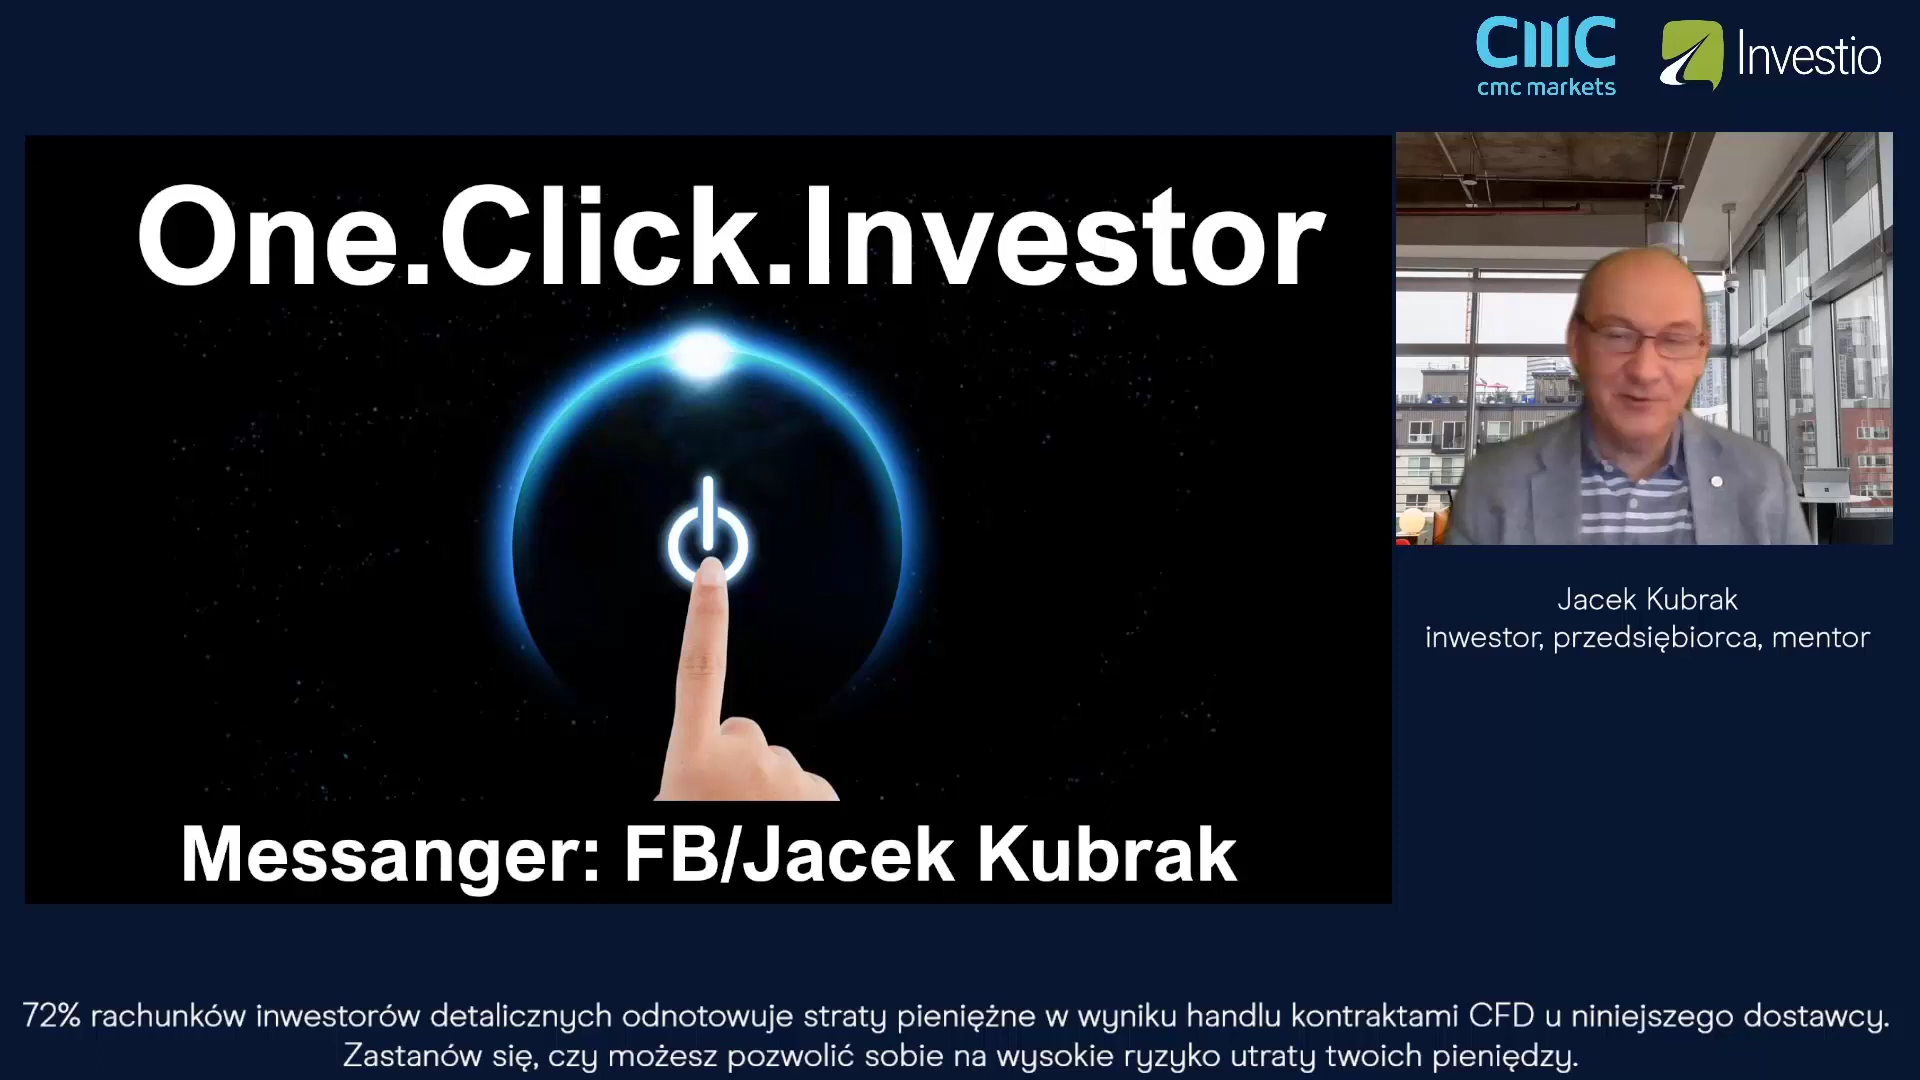 CMC
cmc markets
Investio
One.Click.Investor
Messanger: FB/Jacek Kubrak
Jacek Kubrak
inwestor, przedsiębiorca, mentor
72% rachunków inwestorów detalicznych odnotowuje straty pieniężne w wyniku handlu kontraktami CFD u niniejszego dostawcy.
Zastanów się, czy możesz pozwolić sobie na wysokie ryzyko utraty twoich pieniędzy.